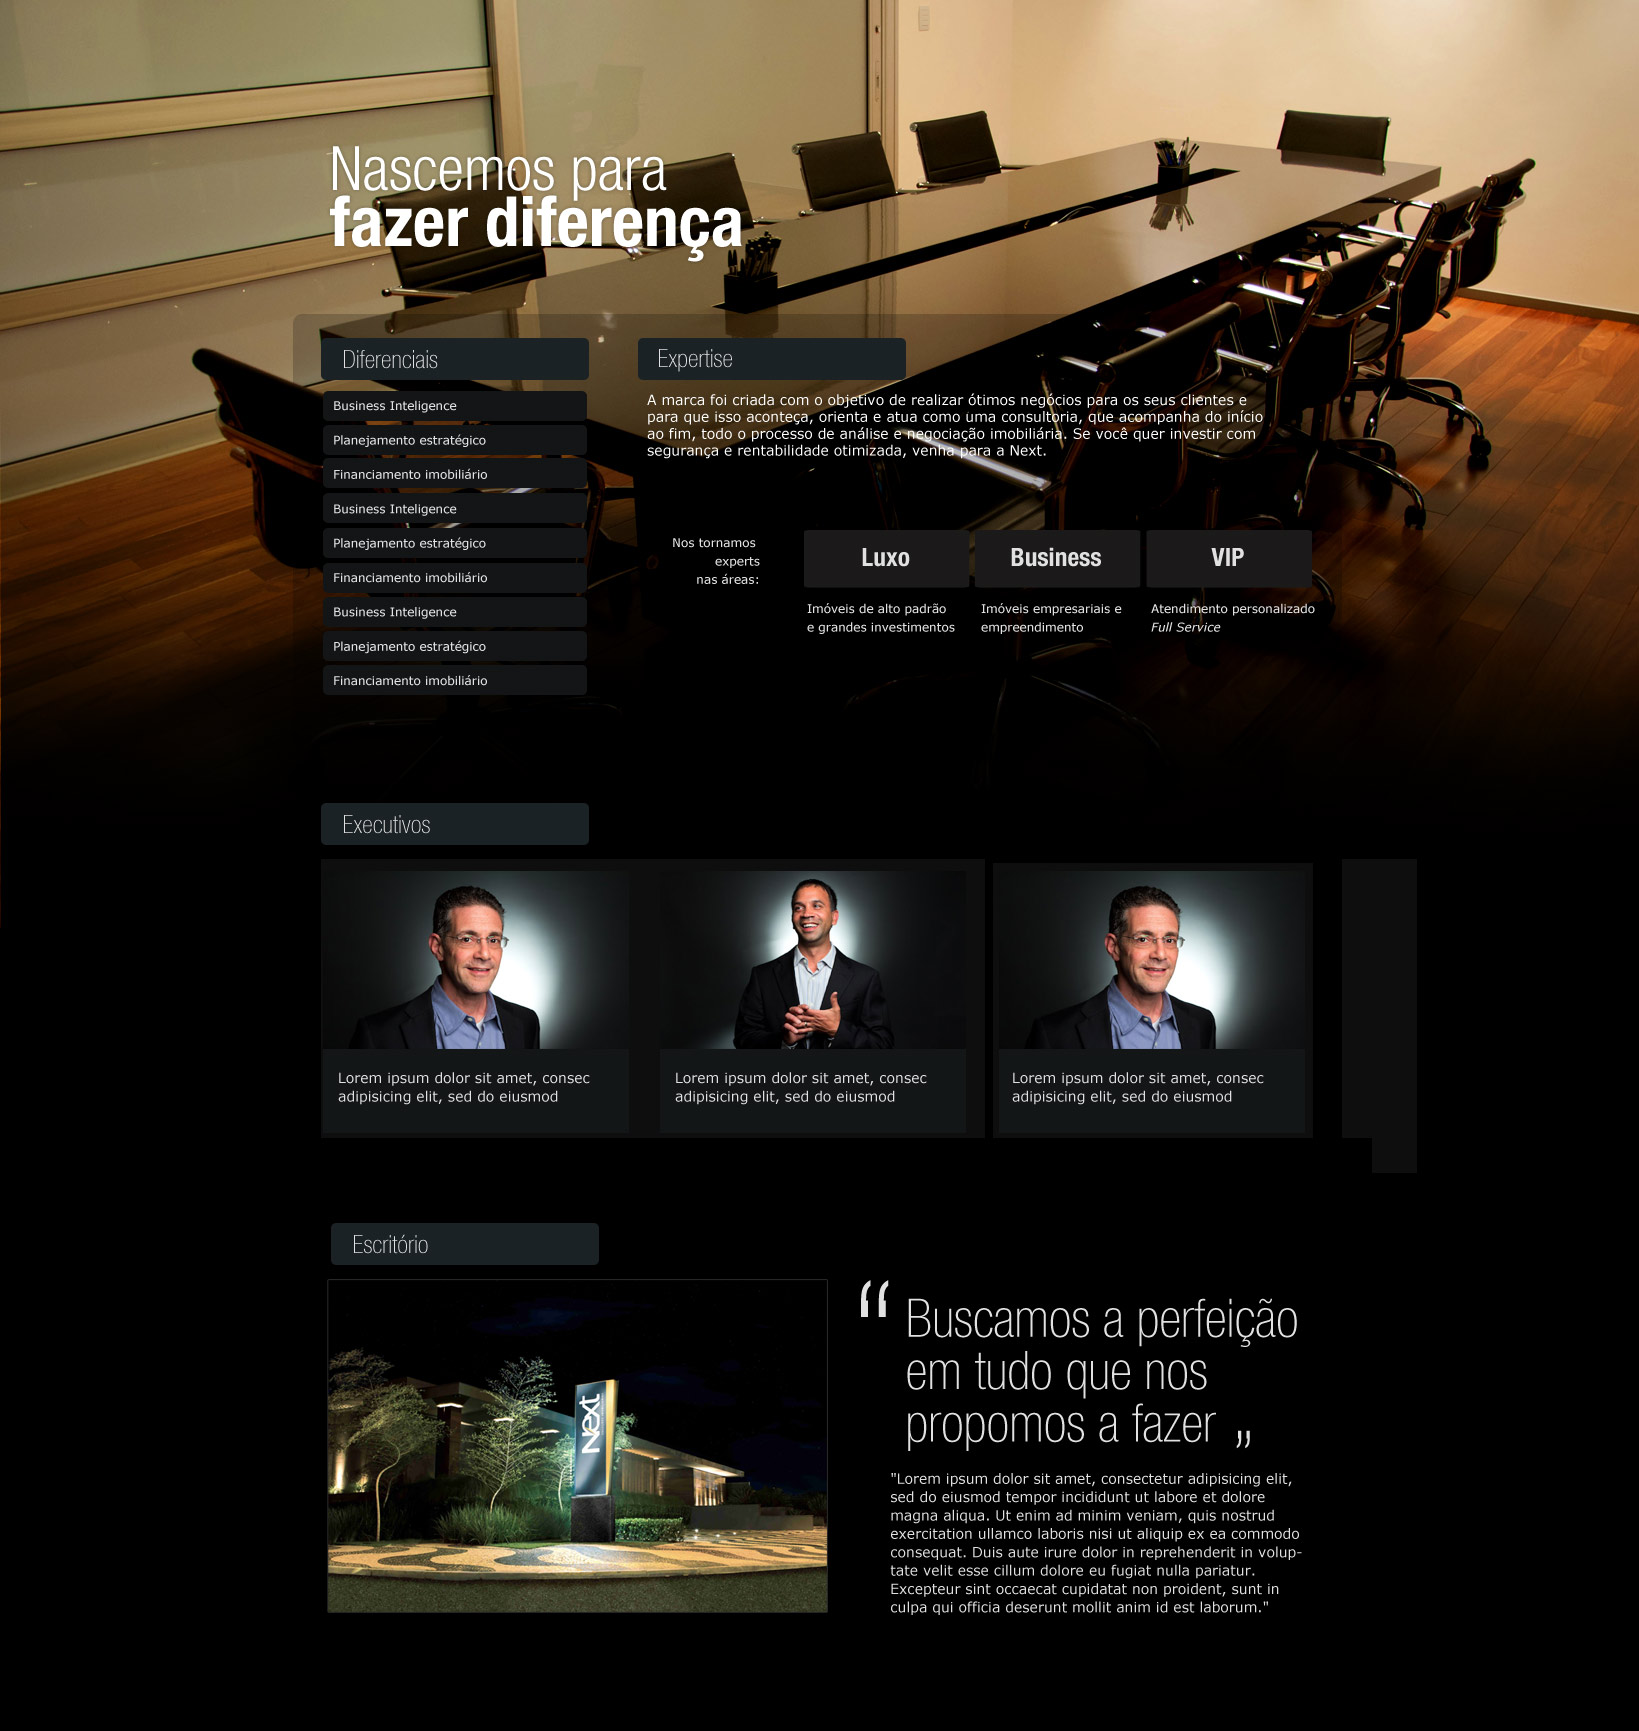 Nascemos para
fazer diferença
Diferenciais
Business Inteligence
Planejamento estratégico
Financiamento imobiliário
Business Inteligence
Planejamento estratégico
Financiamento imobiliário
Business Inteligence
Planejamento estratégico
Financiamento imobiliário
Expertise
A marca foi criada com o objetivo de realizar ótimos negócios para os seus clientes e
para que isso aconteça, orienta e atua como uma consultoria, que acompanha do início
ao fim, todo o processo de análise e negociação imobiliária. Se você quer investir com
segurança e rentabilidade otimizada, venha para a Next.
Nos tornamos
experts
nas áreas:
Luxo
Imóveis de alto padrão
e grandes investimentos
Business
Imóveis empresariais e
empreendimento
VIP
Atendimento personalizado
Full Service
Executivos
Lorem ipsum dolor sit amet, consec
adipisicing elit, sed do eiusmod
Lorem ipsum dolor sit amet, consec
adipisicing elit, sed do eiusmod
Lorem ipsum dolor sit amet, consec
adipisicing elit, sed do eiusmod
Escritório
Next
“ Buscamos a perfeição
em tudo que nos
propomos a fazer „
"Lorem ipsum dolor sit amet, consectetur adipisicing elit,
sed do eiusmod tempor incididunt ut labore et dolore
magna aliqua. Ut enim ad minim veniam, quis nostrud
exercitation ullamco laboris nisi ut aliquip ex ea commodo
consequat. Duis aute irure dolor in reprehenderit in volup-
tate velit esse cillum dolore eu fugiat nulla pariatur.
Excepteur sint occaecat cupidatat non proident, sunt in
culpa qui officia deserunt mollit anim id est laborum."